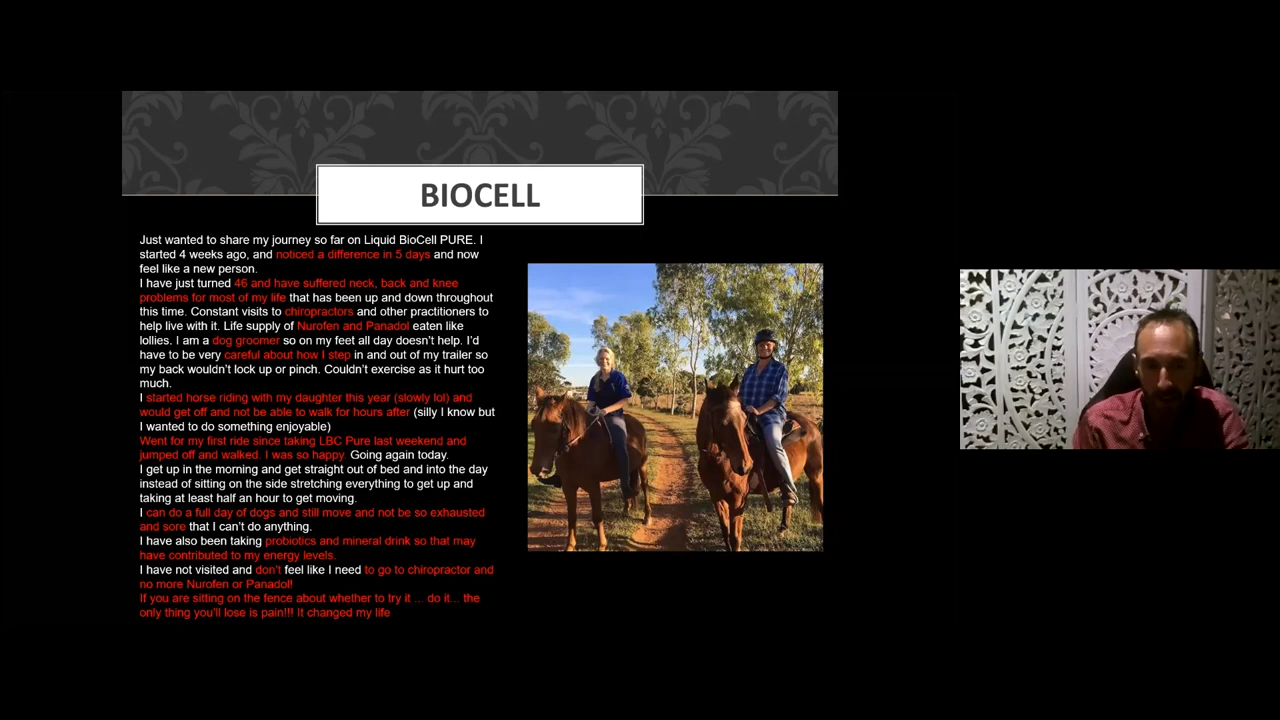 BIOCELL
Just wanted to share my journey so far on Liquid BioCell PURE. I
started 4 weeks ago, and noticed a difference in 5 days and now
feel like a new person.
I have just turned 46 and have suffered neck, back and knee
problems for most of my life that has been up and down throughout
this time. Constant visits to chiropractors and other practitioners to
help live with it. Life supply of Nurofen and Panadol eaten like
lollies. I am a dog groomer so on my feet all day doesn't help. I'd
have to be very careful about how I step in and out of my trailer so
my back wouldn't lock up or pinch. Couldn't exercise as it hurt too
much.
I started horse riding with my daughter this year (slowly lol) and
would get off and not be able to walk for hours after (silly I know but
I wanted to do something enjoyable)
Went for my first ride since taking LBC Pure last weekend and
jumped off and walked. I was so happy. Going again today.
I get up in the morning and get straight out of bed and into the day
instead of sitting on the side stretching everything to get up and
taking at least half an hour to get moving.
I can do a full day of dogs and still move and not be so exhausted
and sore that I can't do anything.
I have also been taking probiotics and mineral drink so that may
have contributed to my energy levels.
I have not visited and don't feel like I need to go to chiropractor and
no more Nurofen or Panadol!
If you are sitting on the fence about whether to try it ... do it... the
only thing you'll lose is pain!!! It changed my life